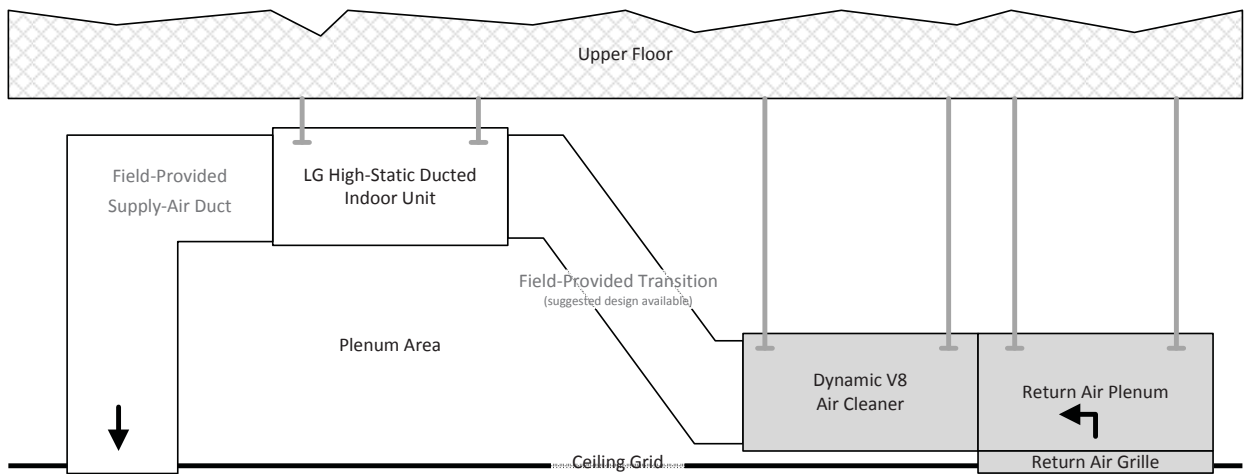 Upper Floor
Field-Provided
Supply-Air Duct
LG High-Static Ducted
Indoor Unit
Field-Provided Transition
(suggested design available)
Plenum Area
Dynamic V8
Air Cleaner
Return Air Plenum
Ceiling Grid
Return Air Grille